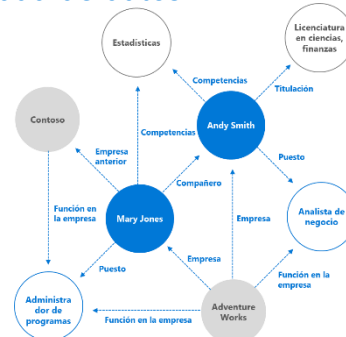 Licenciatura
en ciencias,
finanzas
Estadísticas
Competencias
Titulación
Contoso
Andy Smith
Competencias
Empresa
anterior
Puesto
Compañero
Función en
la empresa
Mary Jones
Empresa
Analista de
negocio
Puesto
Empresa
Función en la
empresa
Administra
dor de
programas
Adventure
Works
Función en la empresa